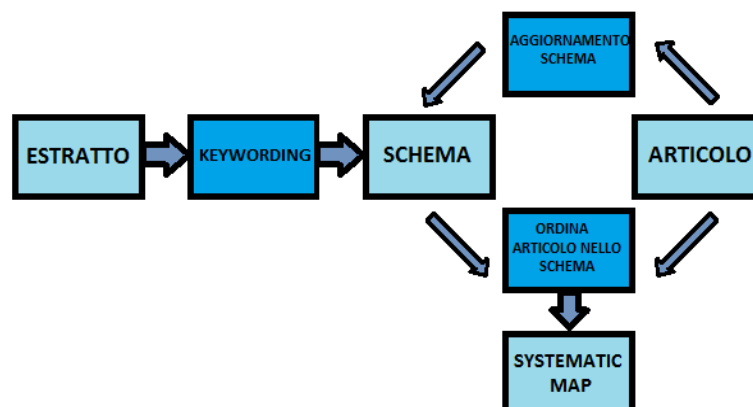 AGGIORNAMENTO
SCHEMA
ESTRATTO
KEYWORDING
SCHEMA
ARTICOLO
ORDINA
ARTICOLO NELLO
SCHEMA
SYSTEMATIC
MAP